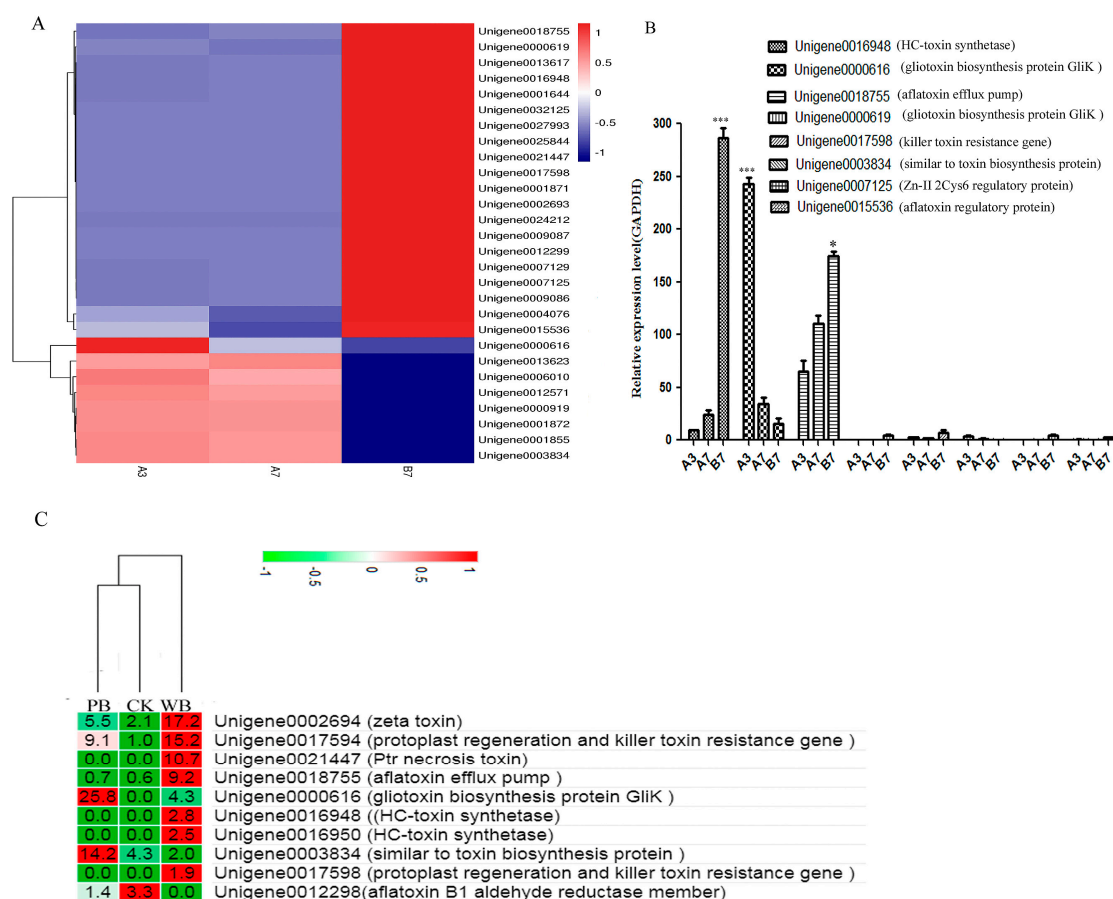 A
1
0.5
0
-0.5
-1
Unigene0018755
Unigene0000619
Unigene0013617
Unigene0016948
Unigene0001644
Unigene0032125
Unigene0027993
Unigene0025844
Unigene0021447
Unigene0017598
Unigene0001871
Unigene0002693
Unigene0024212
Unigene0009087
Unigene0012299
Unigene0007129
Unigene0007125
Unigene0009086
Unigene0004076
Unigene0015536
Unigene0000616
Unigene0013623
Unigene0006010
Unigene0012571
Unigene0000919
Unigene0001872
Unigene0001855
Unigene0003834
A3 A7 B7
B
Unigene0016948 (HC-toxin synthetase)
Unigene0000616 (gliotoxin biosynthesis protein GliK )
Unigene0018755 (aflatoxin efflux pump)
Unigene0000619 (gliotoxin biosynthesis protein GliK )
Unigene0017598 (killer toxin resistance gene)
Unigene0003834 (similar to toxin biosynthesis protein)
Unigene0007125 (Zn-II 2Cys6 regulatory protein)
Unigene0015536 (aflatoxin regulatory protein)
Relative expression level(GAPDH)
300
250
200
150
100
50
0
***
***
*
A3 A7 B7 A3 A7 B7 A3 A7 B7 A3 A7 B7 A3 A7 B7 A3 A7 B7 A3 A7 B7 A3 A7 B7
C
-1 -0.5 0 0.5 1
PB CK WB
5.5 2.1 17.2 Unigene0002694 (zeta toxin)
9.1 1.0 15.2 Unigene0017594 (protoplast regeneration and killer toxin resistance gene )
0.0 0.0 10.7 Unigene0021447 (Ptr necrosis toxin)
0.7 0.6 9.2 Unigene0018755 (aflatoxin efflux pump )
25.8 0.0 4.3 Unigene0000616 (gliotoxin biosynthesis protein GliK )
0.0 0.0 2.8 Unigene0016948 ((HC-toxin synthetase)
0.0 0.0 2.5 Unigene0016950 (HC-toxin synthetase)
14.2 4.3 2.0 Unigene0003834 (similar to toxin biosynthesis protein )
0.0 0.0 1.9 Unigene0017598 (protoplast regeneration and killer toxin resistance gene )
1.4 3.3 0.0 Unigene0012298(aflatoxin B1 aldehyde reductase member)